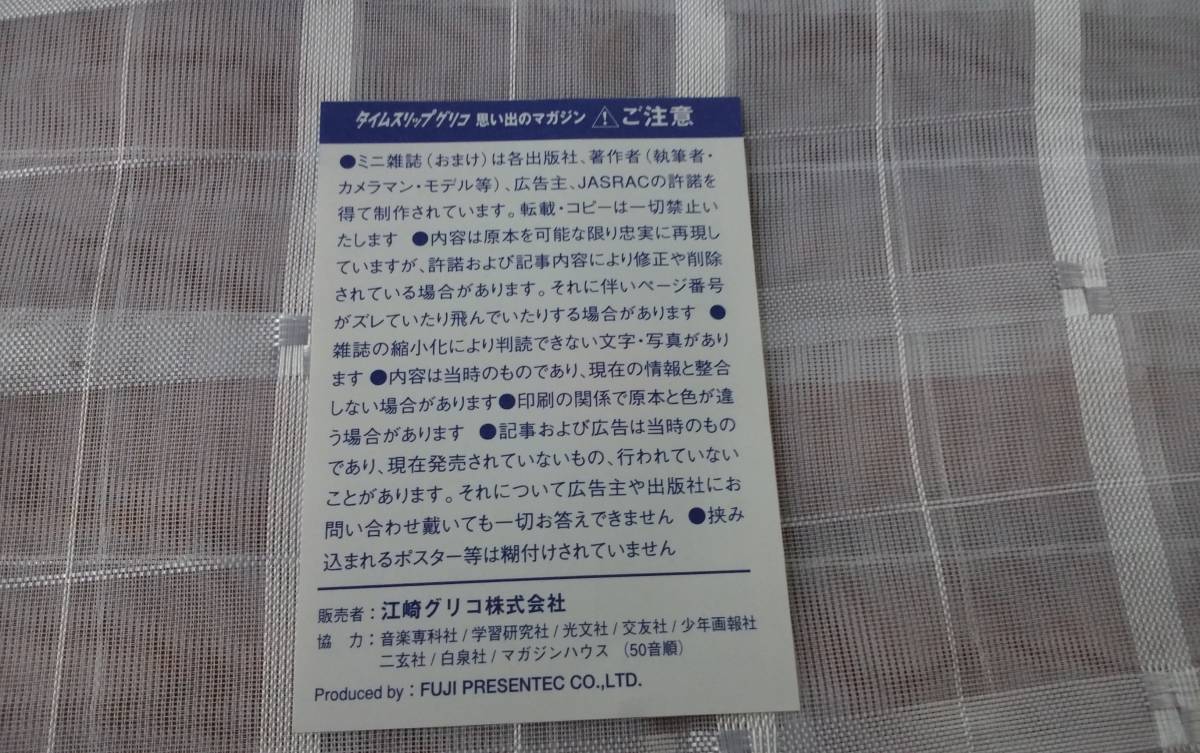 タイムスリップグリコ 思い出のマガジン ⚠ ご注意
●ミニ雑誌（おまけ）は各出版社、著作者（執筆者・
カメラマン・モデル等）、広告主、JASRACの許諾を
得て制作されています。転載・コピーは一切禁止い
たします ●内容は原本を可能な限り忠実に再現し
ていますが、許諾および記事内容により修正や削除
されている場合があります。それに伴いページ番号
がズレていたり飛んでいたりする場合があります ●
雑誌の縮小化により判読できない文字・写真があり
ます ●内容は当時のものであり、現在の情報と整合
しない場合があります●印刷の関係で原本と色が違
う場合があります ●記事および広告は当時のもの
であり、現在発売されていないもの、行われていない
ことがあります。それについて広告主や出版社にお
問い合わせ戴いても一切お答えできません ●挟み
込まれるポスター等は糊付けされていません
販売者：江崎グリコ株式会社
協　力：音楽専科社/学習研究社/光文社/交友社/少年画報社
二玄社/白泉社/マガジンハウス （50音順）
Produced by：FUJI PRESENTEC CO.,LTD.